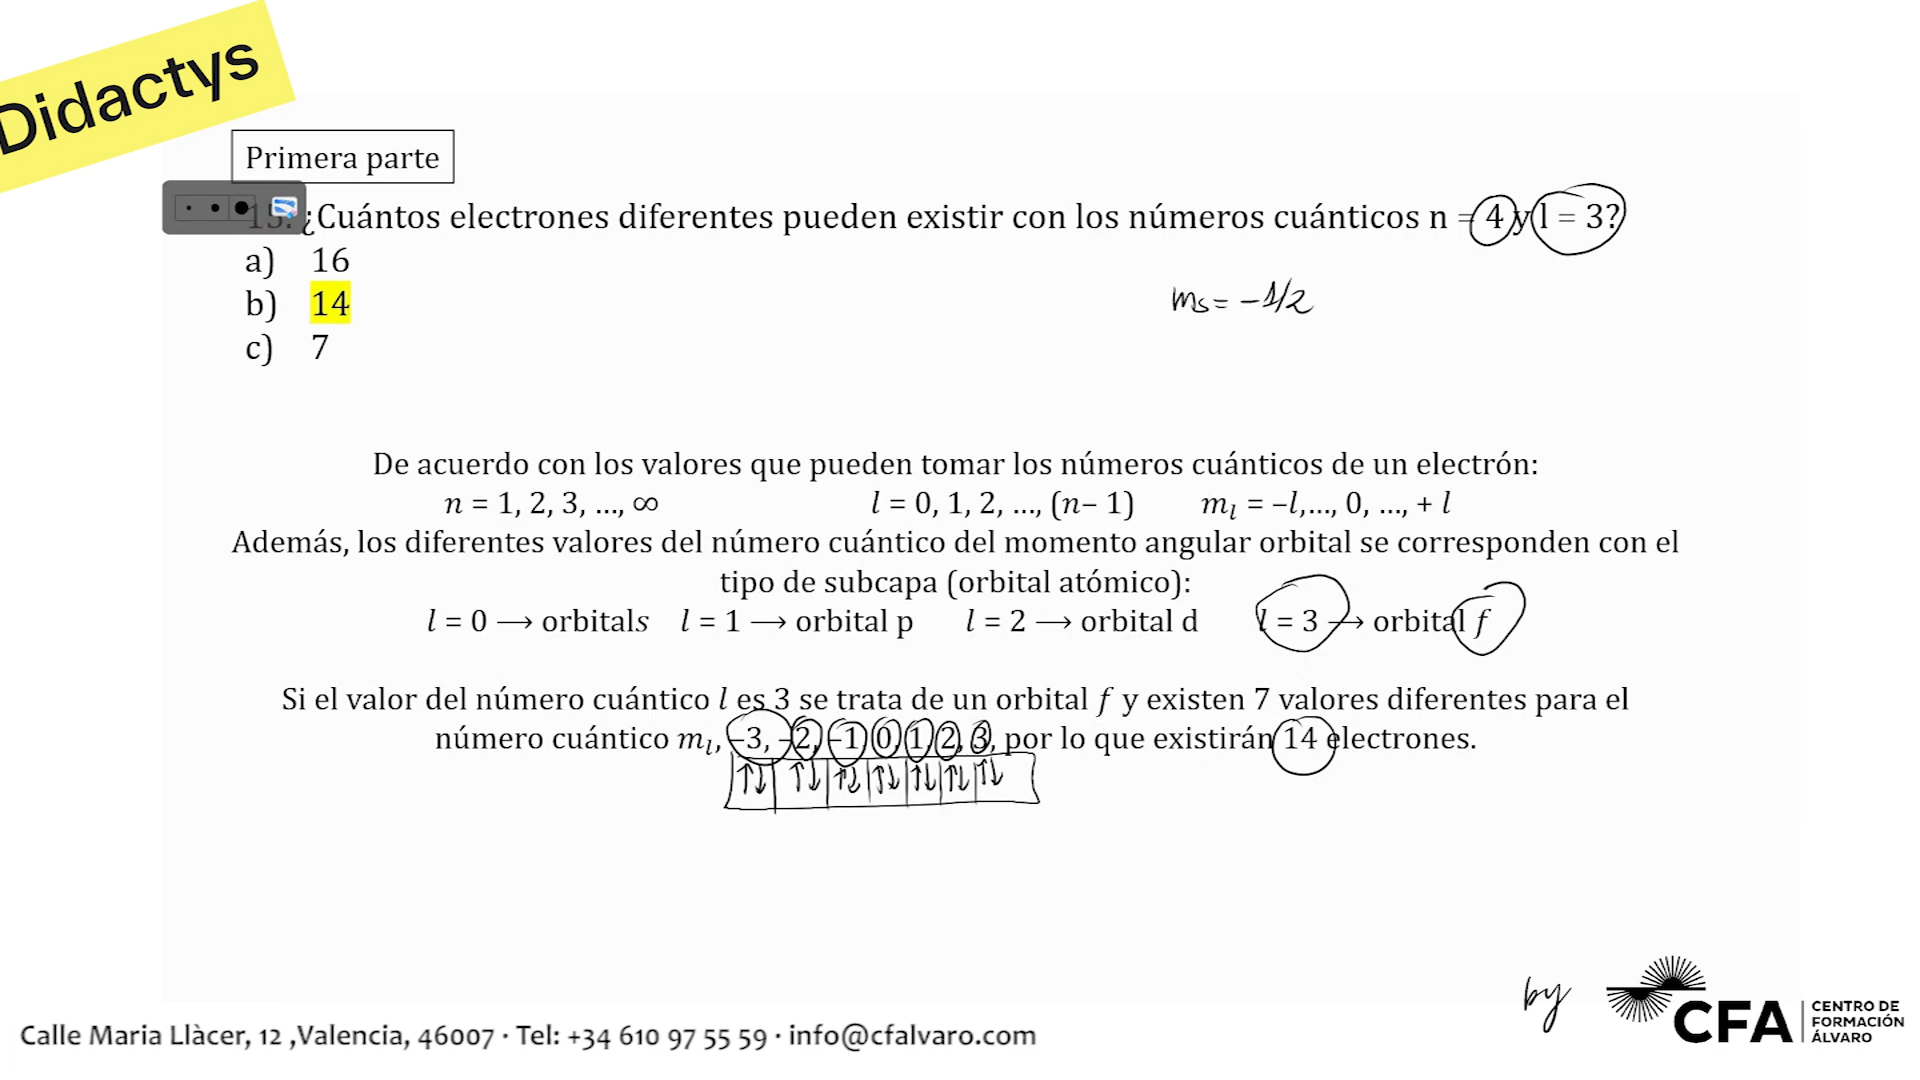 Didactys
Primera parte
15. ¿Cuántos electrones diferentes pueden existir con los números cuánticos n = 4 y l = 3?
a) 16
b) 14
c) 7
ms = -1/2
De acuerdo con los valores que pueden tomar los números cuánticos de un electrón:
n = 1, 2, 3, ..., ∞ l = 0, 1, 2, ..., (n– 1) ml = –l,..., 0, ..., + l
Además, los diferentes valores del número cuántico del momento angular orbital se corresponden con el
tipo de subcapa (orbital atómico):
l = 0 ⟶ orbitals l = 1 ⟶ orbital p l = 2 ⟶ orbital d l = 3 ⟶ orbital f
Si el valor del número cuántico l es 3 se trata de un orbital f y existen 7 valores diferentes para el
número cuántico ml, –3, –2, –1, 0, 1, 2, 3, por lo que existirán 14 electrones.
↑↓ ↑↓ ↑↓ ↑↓ ↑↓ ↑↓ ↑↓
by
CFA
CENTRO DE
FORMACIÓN
ÁLVARO
Calle Maria Llàcer, 12 ,Valencia, 46007 · Tel: +34 610 97 55 59 · info@cfalvaro.com